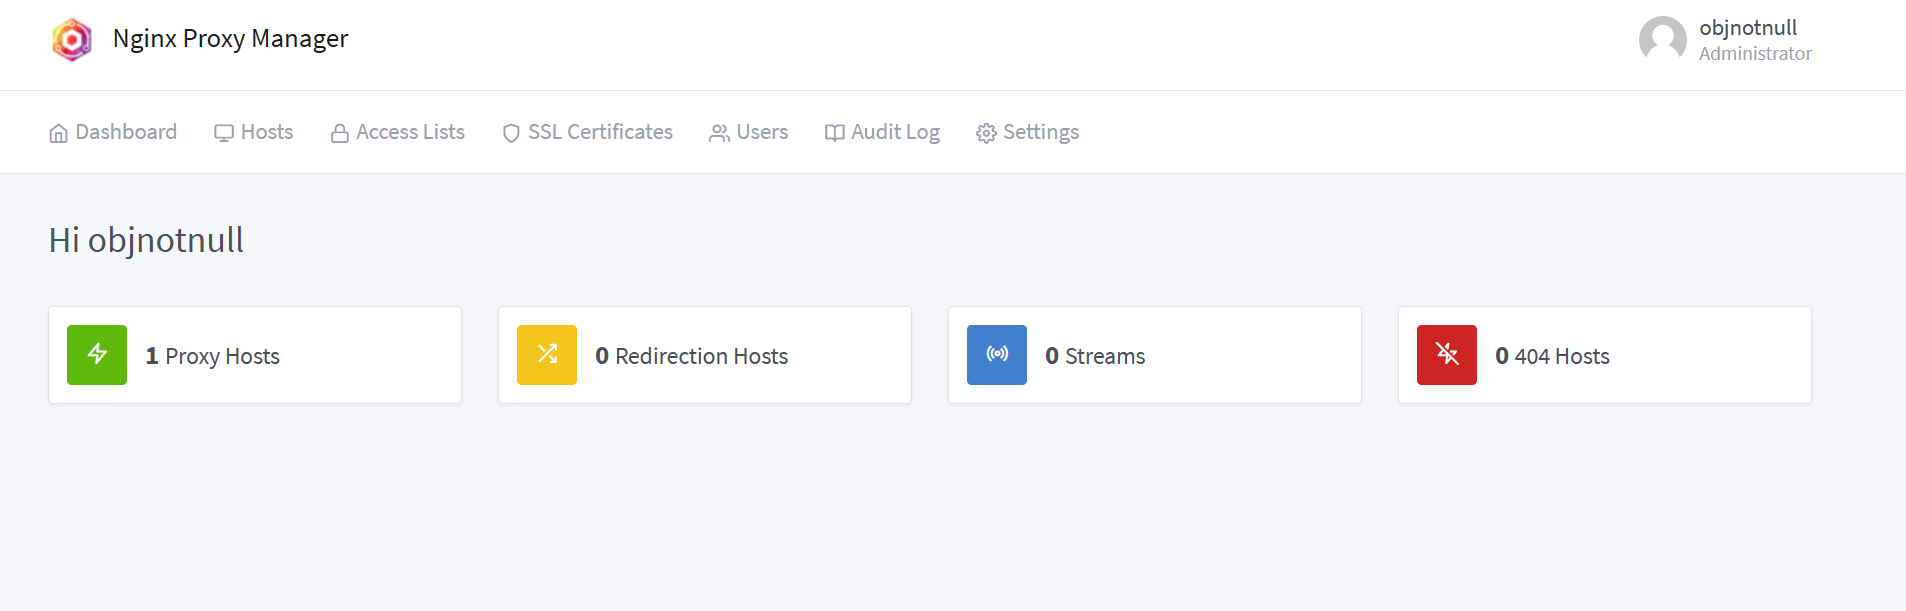 Nginx Proxy Manager
objnotnull
Administrator
Dashboard Hosts Access Lists SSL Certificates Users Audit Log Settings
Hi objnotnull
1 Proxy Hosts
0 Redirection Hosts
0 Streams
0 404 Hosts